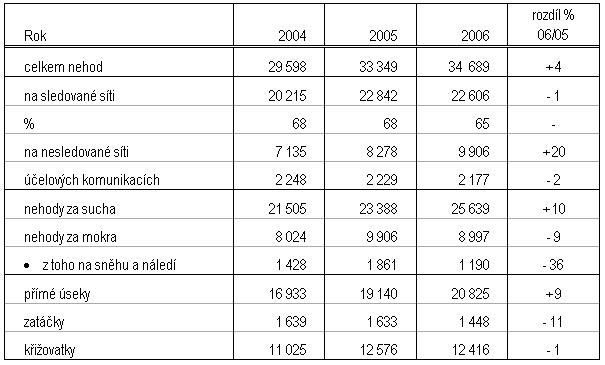 Rok 2004 2005 2006 rozdíl % 06/05
celkem nehod 29 598 33 349 34 689 +4
na sledované síti 20 215 22 842 22 606 - 1
% 68 68 65 -
na nesledované síti 7 135 8 278 9 906 +20
účelových komunikacích 2 248 2 229 2 177 - 2
nehody za sucha 21 505 23 388 25 639 +10
nehody za mokra 8 024 9 906 8 997 - 9
• z toho na sněhu a náledí 1 428 1 861 1 190 - 36
přímé úseky 16 933 19 140 20 825 +9
zatáčky 1 639 1 633 1 448 - 11
křižovatky 11 025 12 576 12 416 - 1